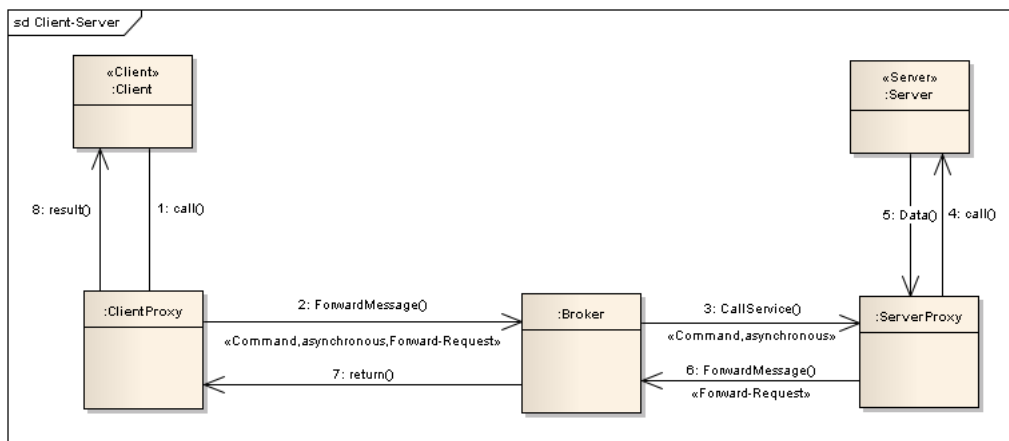 sd Client-Server
«Client»
:Client
«Server»
:Server
8: result()
1: call()
5: Data()
4: call()
:ClientProxy
2: ForwardMessage()
«Command,asynchronous,Forward-Request»
7: return()
:Broker
3: CallService()
«Command,asynchronous»
6: ForwardMessage()
«Forward-Request»
:ServerProxy